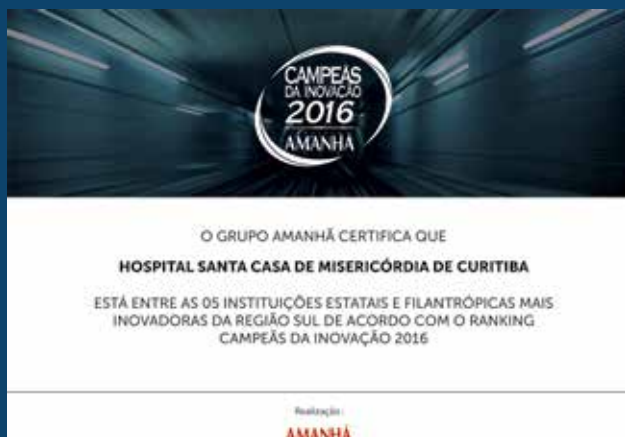 CAMPEÃS
DA INOVAÇÃO
2016
AMANHÃ
O GRUPO AMANHÃ CERTIFICA QUE
HOSPITAL SANTA CASA DE MISERICÓRDIA DE CURITIBA
ESTÁ ENTRE AS 05 INSTITUIÇÕES ESTATAIS E FILANTRÓPICAS MAIS
INOVADORAS DA REGIÃO SUL DE ACORDO COM O RANKING
CAMPEÃS DA INOVAÇÃO 2016
Realização:
AMANHÃ